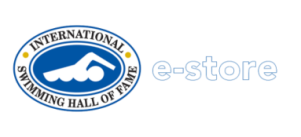 INTERNATIONAL
SWIMMING HALL OF FAME
e-store